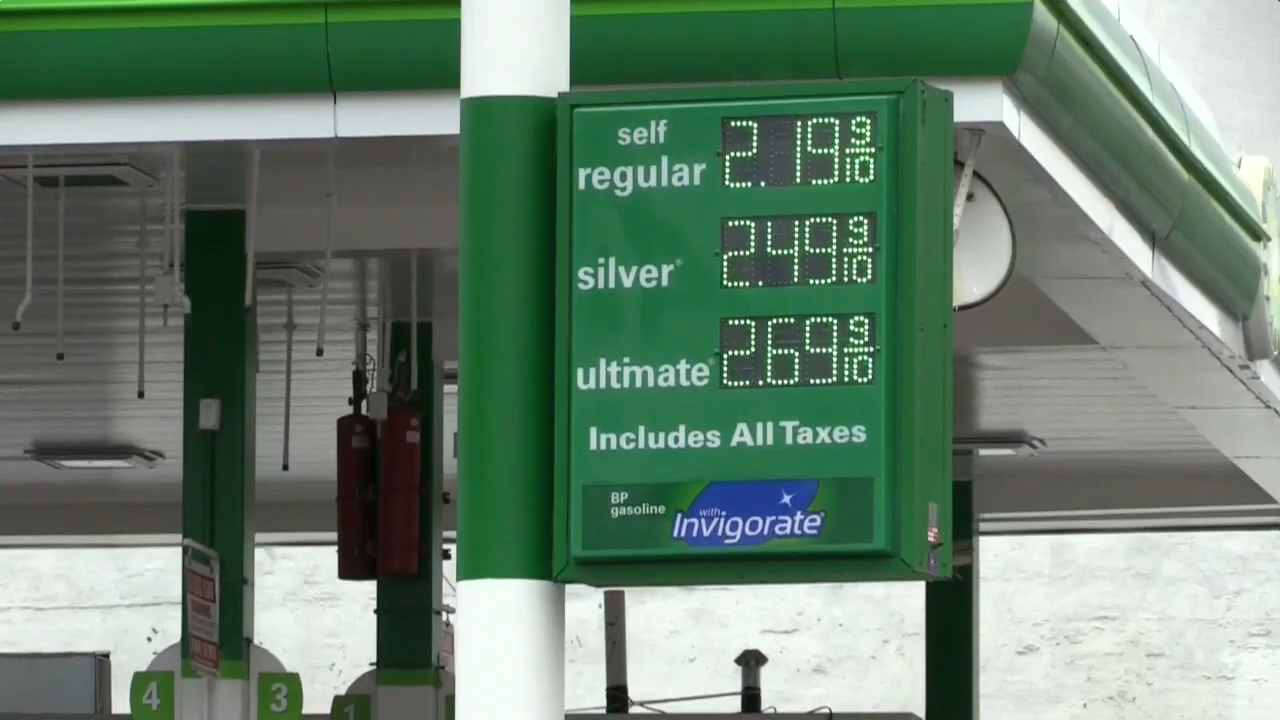 self
regular 2.19 9/10
silver® 2.49 9/10
ultimate® 2.69 9/10
Includes All Taxes
BP
gasoline
with
Invigorate®
4
3
1